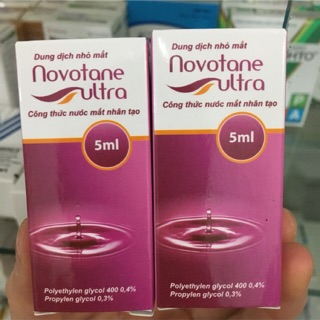 Dung dịch nhỏ mắt
Novotane
ultra
Công thức nước mắt nhân tạo
5ml
Polyethylen glycol 400 0,4%
Propylen glycol 0,3%
Dung dịch nhỏ mắt
Novotane
ultra
Công thức nước mắt nhân tạo
5ml
Polyethylen glycol 400 0,4%
Propylen glycol 0,3%